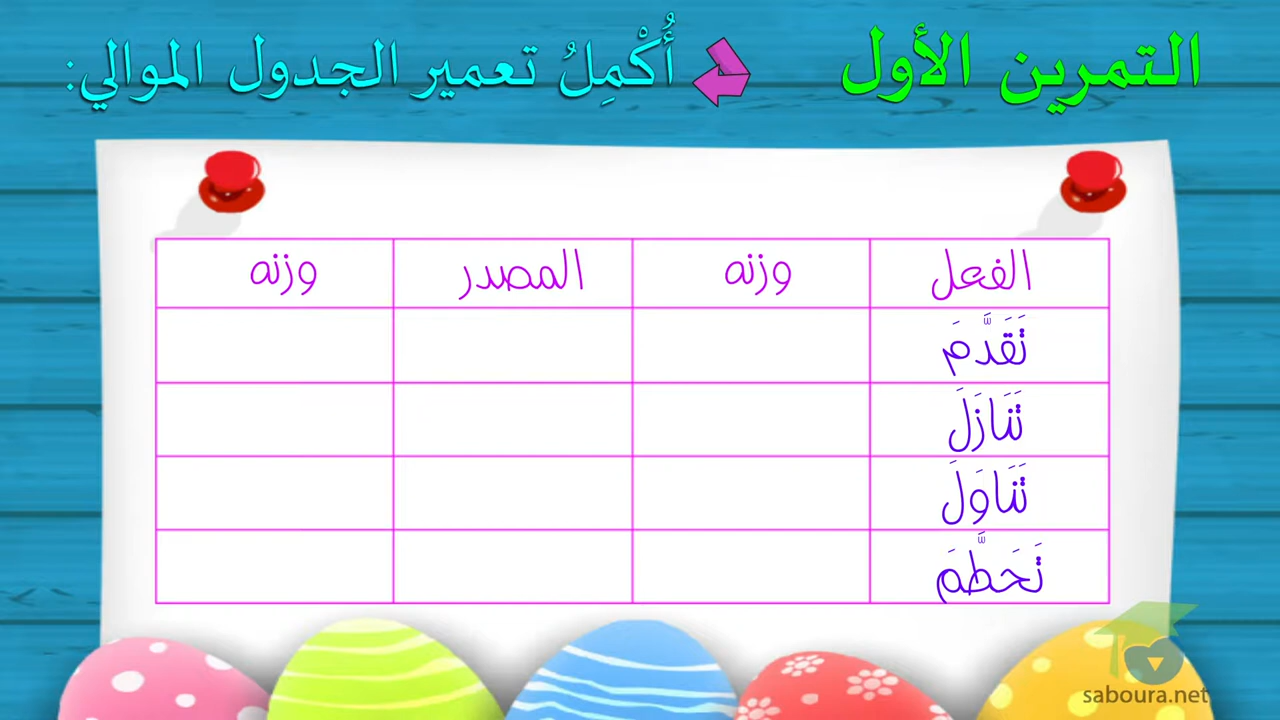 التمرين الأول أُكْمِلُ تعمير الجدول الموالي:
الفعل وزنه المصدر وزنه
تَقَدَّمَ
تَنَازَلَ
تَنَاوَلَ
تَحَطَّمَ
saboura.net